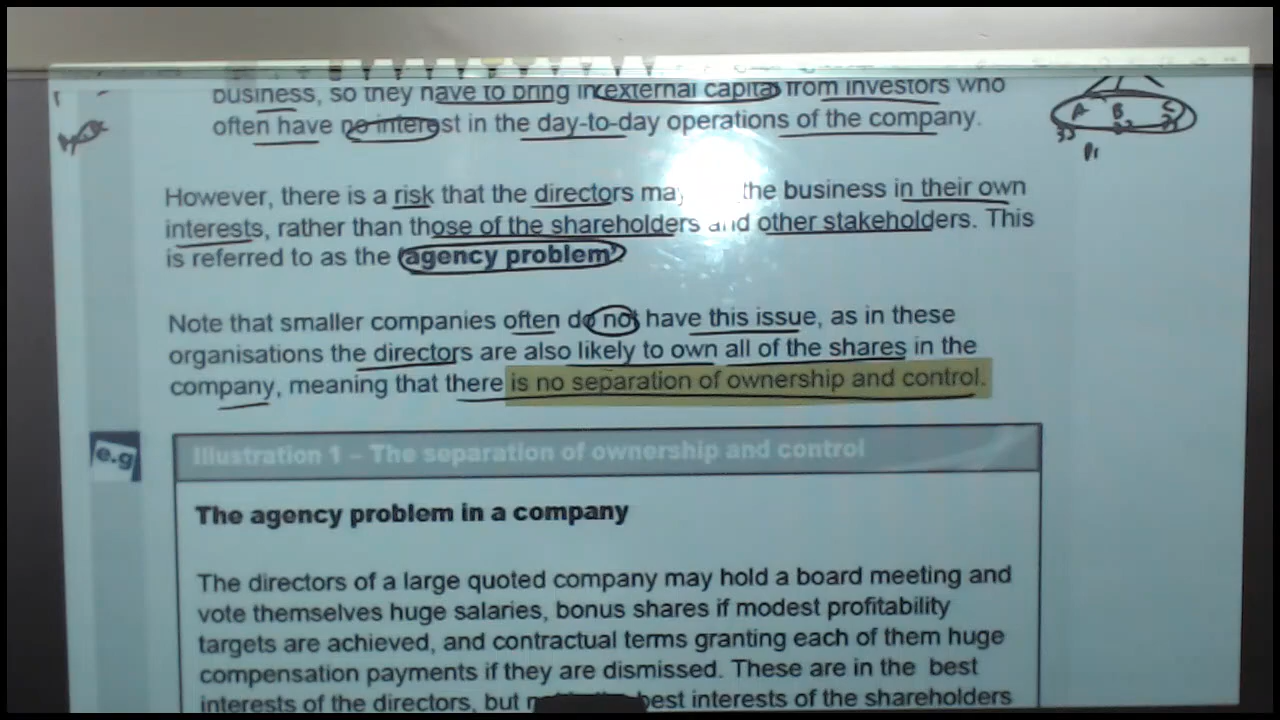 business, so they have to bring in external capital from investors who
often have no interest in the day-to-day operations of the company.
A B C
However, there is a risk that the directors may the business in their own
interests, rather than those of the shareholders and other stakeholders. This
is referred to as the 'agency problem'.
Note that smaller companies often do not have this issue, as in these
organisations the directors are also likely to own all of the shares in the
company, meaning that there is no separation of ownership and control.
e.g
Illustration 1 – The separation of ownership and control
The agency problem in a company
The directors of a large quoted company may hold a board meeting and
vote themselves huge salaries, bonus shares if modest profitability
targets are achieved, and contractual terms granting each of them huge
compensation payments if they are dismissed. These are in the best
interests of the directors, but best interests of the shareholders